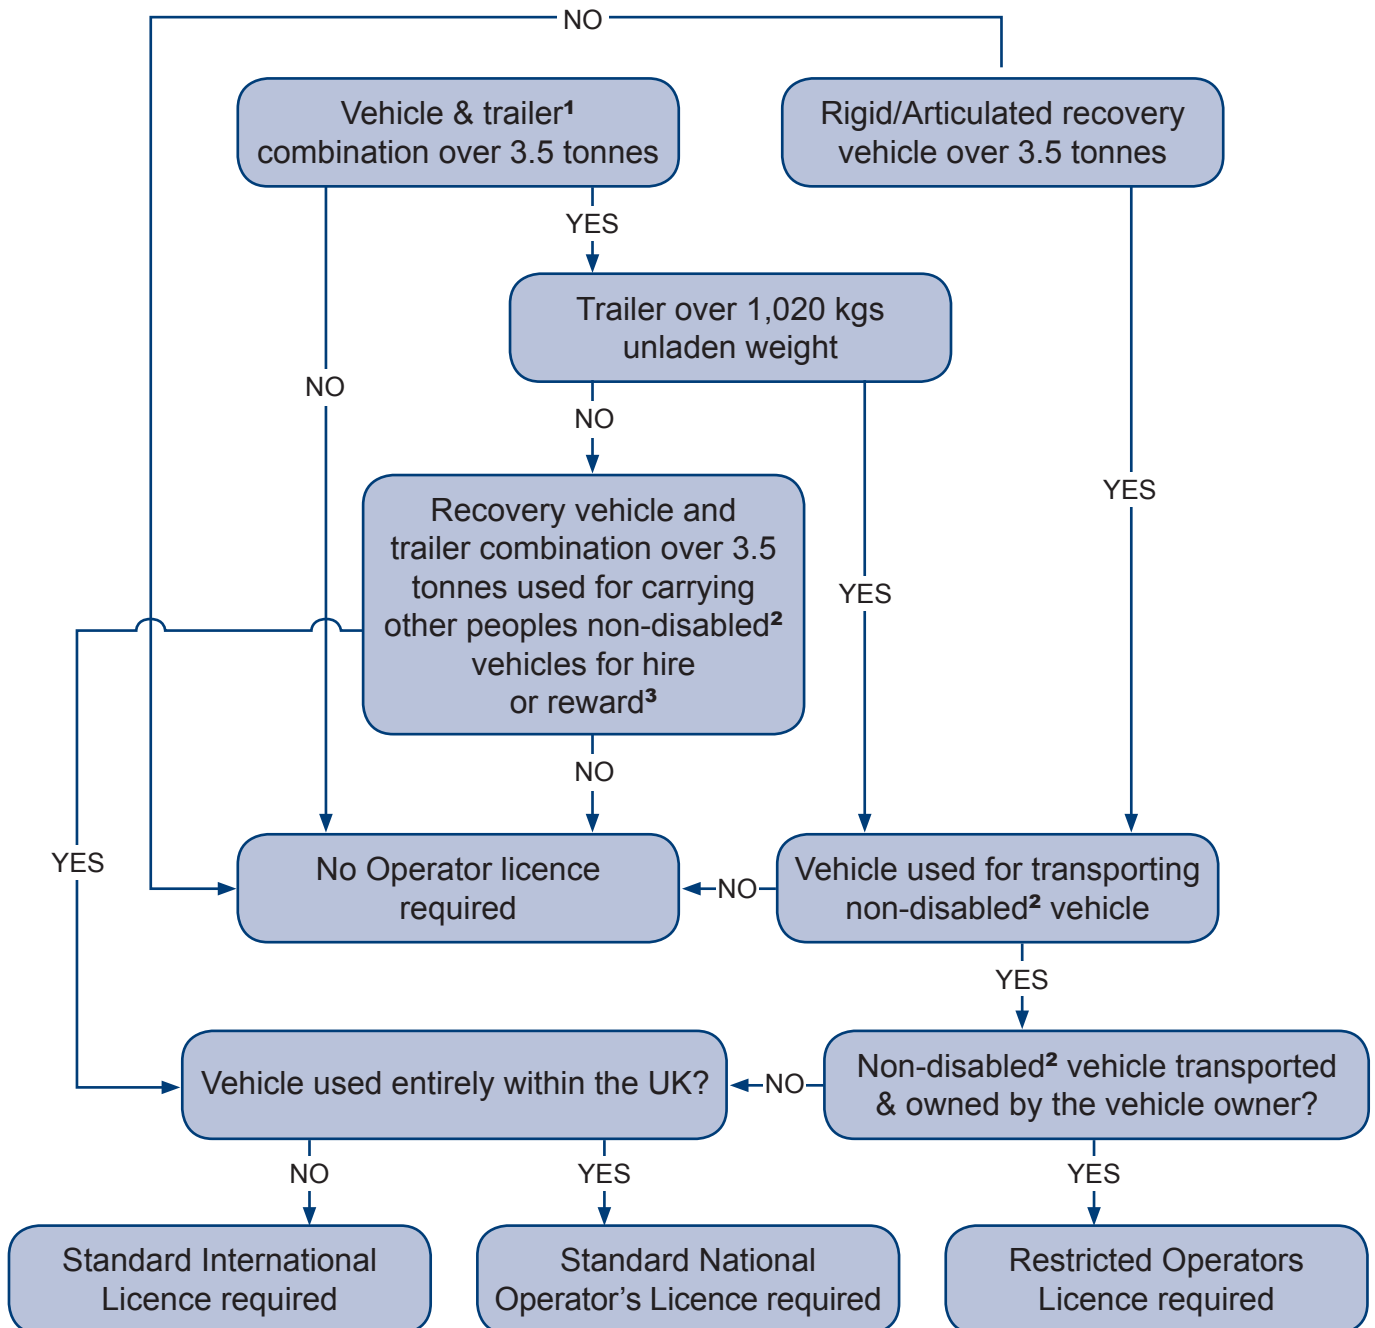 NO
Vehicle & trailer¹
combination over 3.5 tonnes
Rigid/Articulated recovery
vehicle over 3.5 tonnes
YES
Trailer over 1,020 kgs
unladen weight
NO
NO
Recovery vehicle and
trailer combination over 3.5
tonnes used for carrying
other peoples non-disabled²
vehicles for hire
or reward³
YES
YES
NO
YES
No Operator licence
required
NO
Vehicle used for transporting
non-disabled² vehicle
YES
Vehicle used entirely within the UK?
NO
Non-disabled² vehicle transported
& owned by the vehicle owner?
NO
YES
YES
Standard International
Licence required
Standard National
Operator’s Licence required
Restricted Operators
Licence required